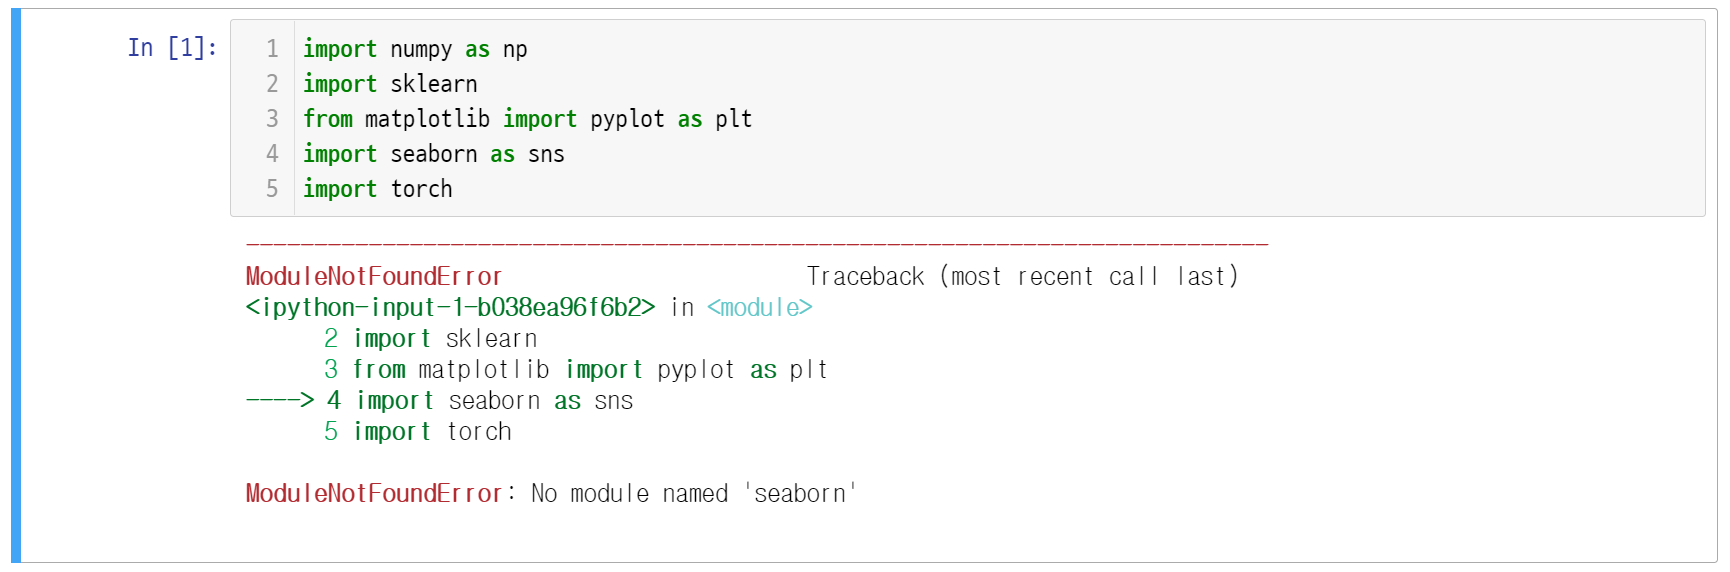 In [1]:
1 import numpy as np
2 import sklearn
3 from matplotlib import pyplot as plt
4 import seaborn as sns
5 import torch
---------------------------------------------------------------------------
ModuleNotFoundError                       Traceback (most recent call last)
<ipython-input-1-b038ea96f6b2> in <module>
      2 import sklearn
      3 from matplotlib import pyplot as plt
----> 4 import seaborn as sns
      5 import torch
ModuleNotFoundError: No module named 'seaborn'